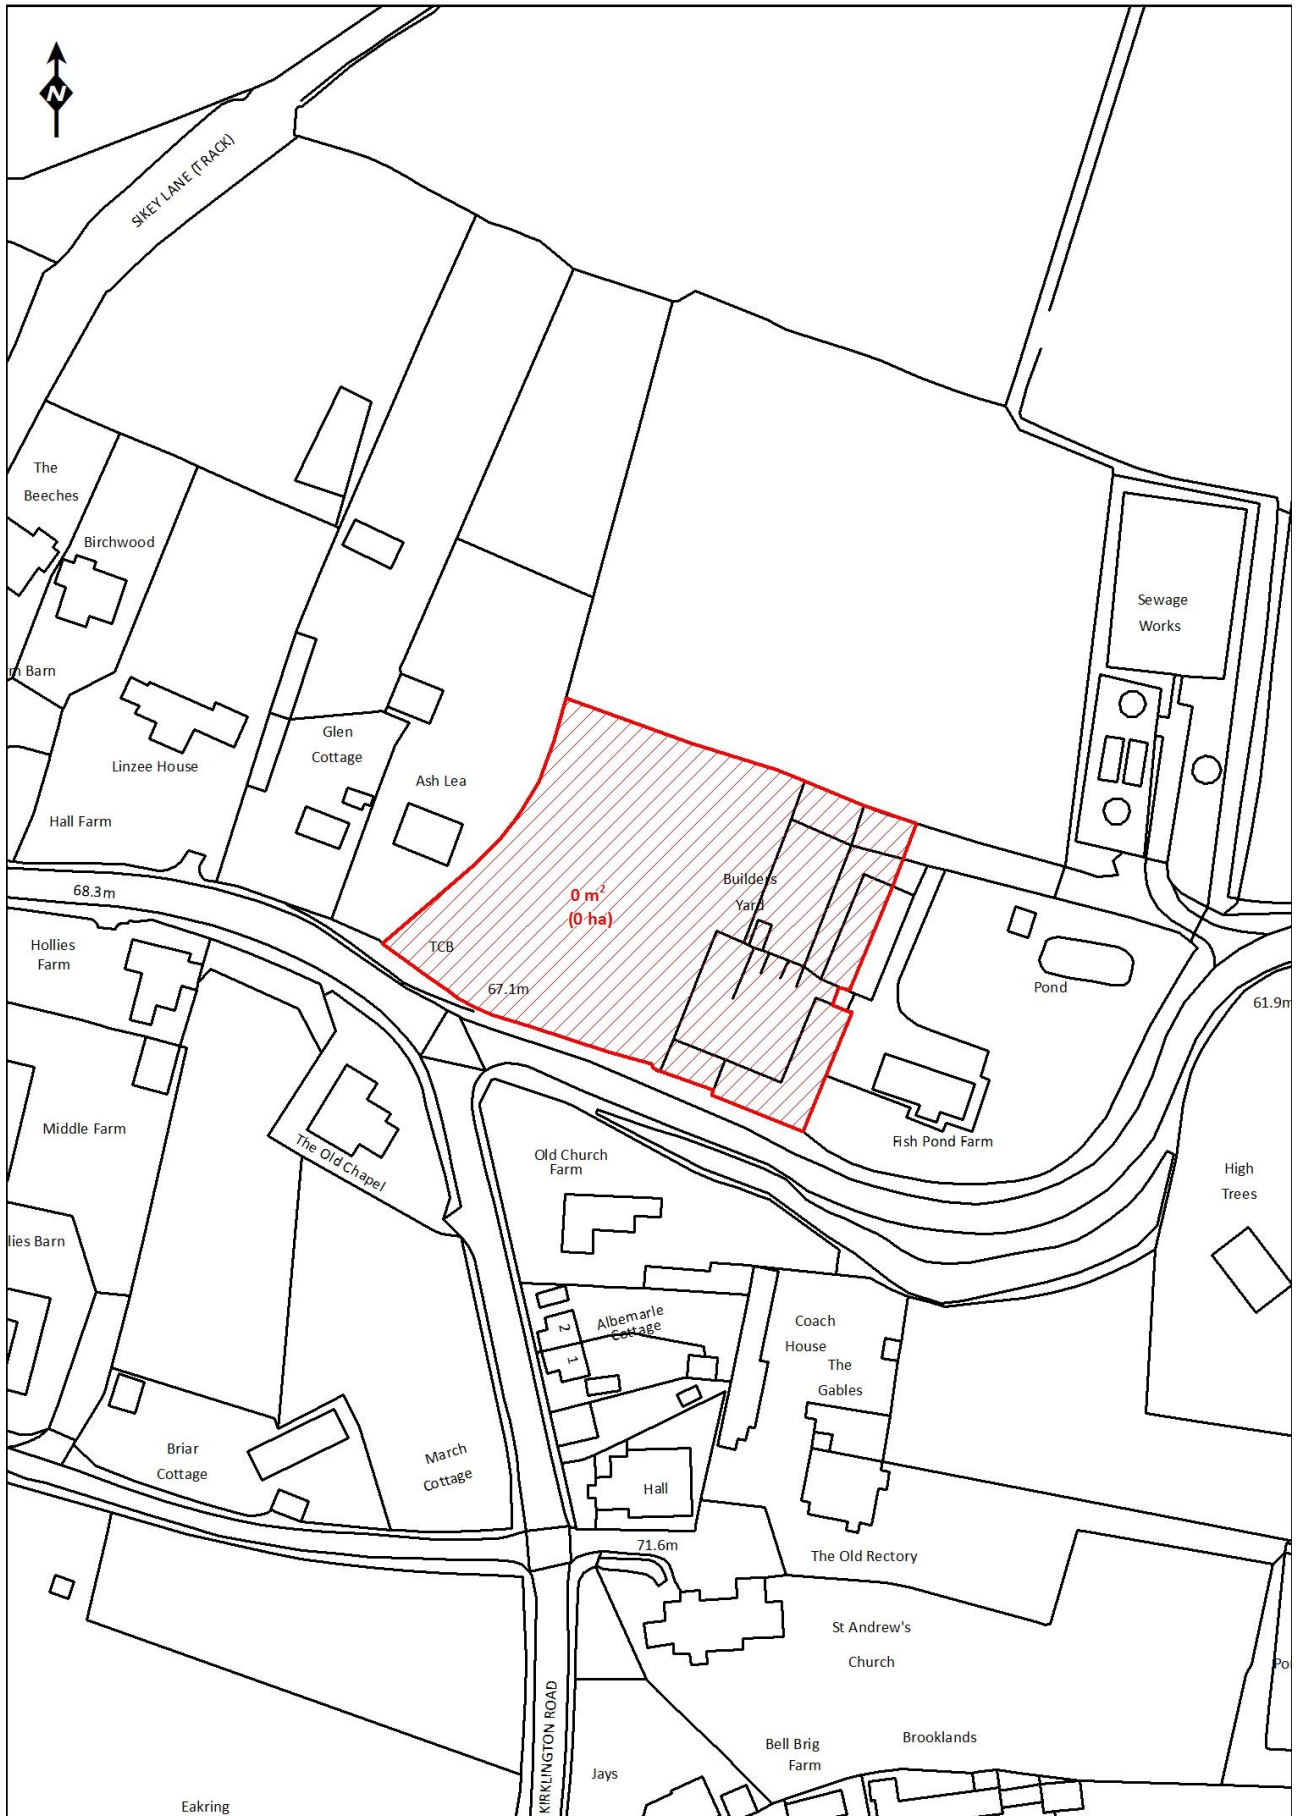 N
SIKEY LANE (TRACK)
The
Beeches
Birchwood
Sewage
Works
m Barn
Glen
Cottage
Linzee House
Ash Lea
Hall Farm
Builders
Yard
68.3m
0 m²
(0 ha)
TCB
Hollies
Farm
67.1m
Pond
61.9m
Middle Farm
The Old Chapel
Fish Pond Farm
Old Church
Farm
High
Trees
lies Barn
Albemarle
Cottage
2
1
Coach
House
The
Gables
Briar
Cottage
March
Cottage
Hall
71.6m
The Old Rectory
St Andrew's
Church
Po
KIRKLINGTON ROAD
Brooklands
Bell Brig
Farm
Jays
Eakring